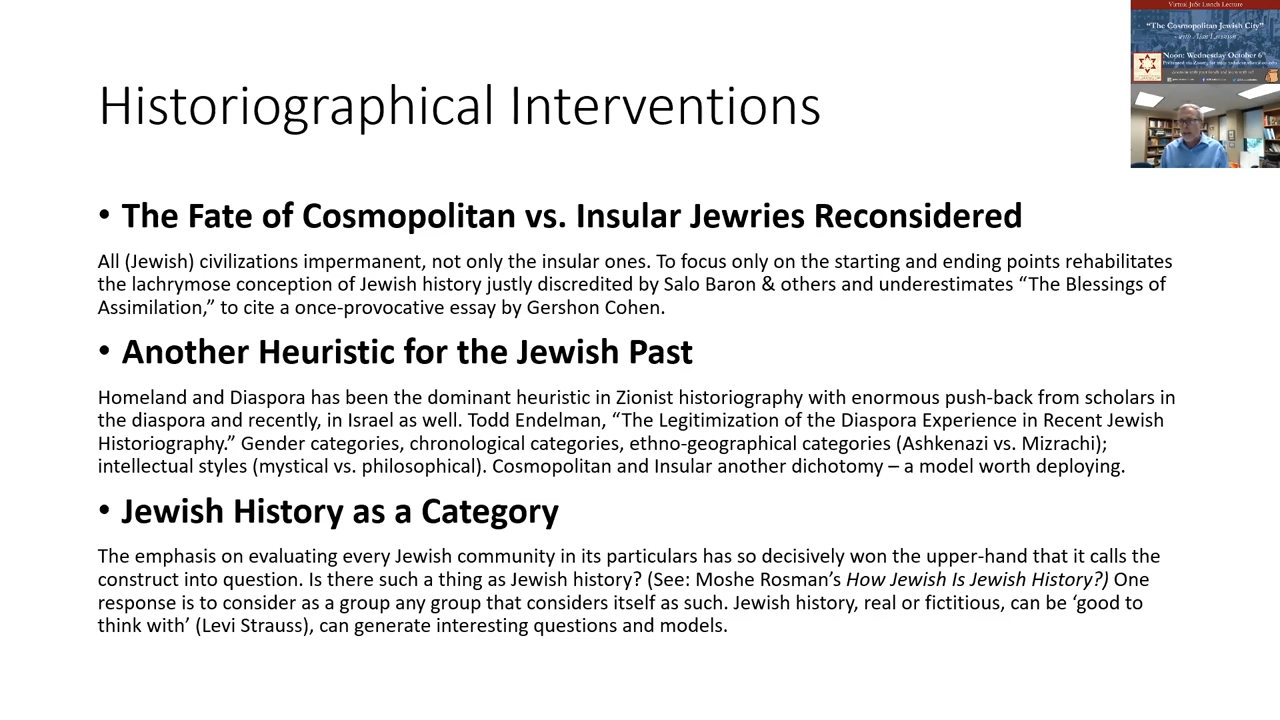 Virtual JuSt Lunch Lecture
“The Cosmopolitan Jewish City”
Noon: Wednesday October 6
Historiographical Interventions
• The Fate of Cosmopolitan vs. Insular Jewries Reconsidered
All (Jewish) civilizations impermanent, not only the insular ones. To focus only on the starting and ending points rehabilitates
the lachrymose conception of Jewish history justly discredited by Salo Baron & others and underestimates “The Blessings of
Assimilation,” to cite a once-provocative essay by Gershon Cohen.
• Another Heuristic for the Jewish Past
Homeland and Diaspora has been the dominant heuristic in Zionist historiography with enormous push-back from scholars in
the diaspora and recently, in Israel as well. Todd Endelman, “The Legitimization of the Diaspora Experience in Recent Jewish
Historiography.” Gender categories, chronological categories, ethno-geographical categories (Ashkenazi vs. Mizrachi);
intellectual styles (mystical vs. philosophical). Cosmopolitan and Insular another dichotomy – a model worth deploying.
• Jewish History as a Category
The emphasis on evaluating every Jewish community in its particulars has so decisively won the upper-hand that it calls the
construct into question. Is there such a thing as Jewish history? (See: Moshe Rosman’s How Jewish Is Jewish History?) One
response is to consider as a group any group that considers itself as such. Jewish history, real or fictitious, can be ‘good to
think with’ (Levi Strauss), can generate interesting questions and models.